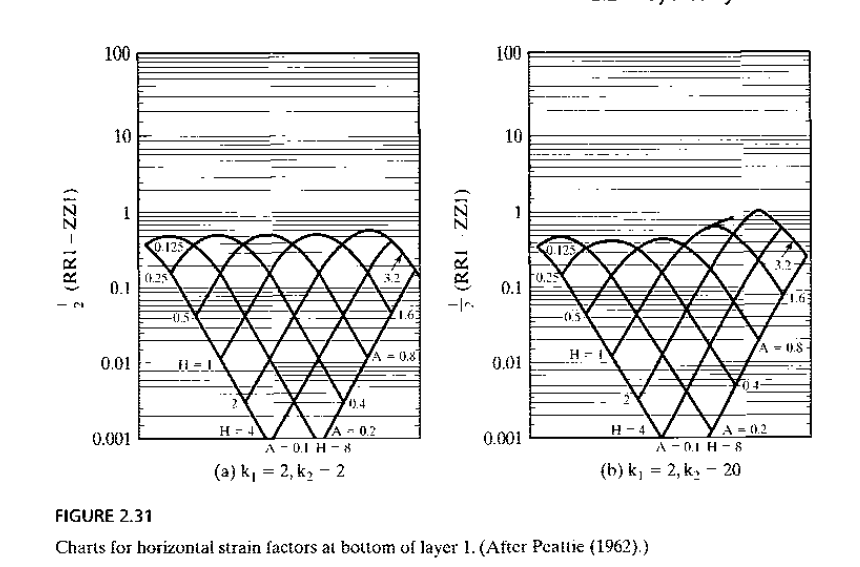 100
10
1
0.1
0.01
0.001
½ (RR1 - ZZ1)
0.125
0.25
0.5
H = 1
2
H = 4
A = 0.1 H = 8
A = 0.2
0.4
A = 0.8
1.6
3.2
(a) k₁ = 2, k₂ = 2
100
10
1
0.1
0.01
0.001
½ (RR1 - ZZ1)
0.125
0.25
0.5
H = 1
2
H = 4
A = 0.1 H = 8
A = 0.2
0.4
A = 0.8
1.6
3.2
(b) k₁ = 2, k₂ = 20
FIGURE 2.31
Charts for horizontal strain factors at bottom of layer 1. (After Peattie (1962).)